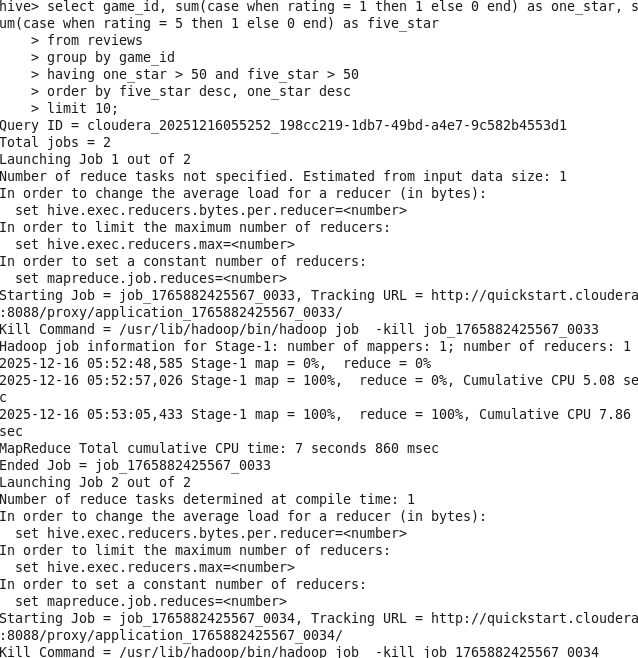 hive> select game_id, sum(case when rating = 1 then 1 else 0 end) as one_star, s
um(case when rating = 5 then 1 else 0 end) as five_star
    > from reviews
    > group by game_id
    > having one_star > 50 and five_star > 50
    > order by five_star desc, one_star desc
    > limit 10;
Query ID = cloudera_20251216055252_198cc219-1db7-49bd-a4e7-9c582b4553d1
Total jobs = 2
Launching Job 1 out of 2
Number of reduce tasks not specified. Estimated from input data size: 1
In order to change the average load for a reducer (in bytes):
  set hive.exec.reducers.bytes.per.reducer=<number>
In order to limit the maximum number of reducers:
  set hive.exec.reducers.max=<number>
In order to set a constant number of reducers:
  set mapreduce.job.reduces=<number>
Starting Job = job_1765882425567_0033, Tracking URL = http://quickstart.cloudera
:8088/proxy/application_1765882425567_0033/
Kill Command = /usr/lib/hadoop/bin/hadoop job  -kill job_1765882425567_0033
Hadoop job information for Stage-1: number of mappers: 1; number of reducers: 1
2025-12-16 05:52:48,585 Stage-1 map = 0%,  reduce = 0%
2025-12-16 05:52:57,026 Stage-1 map = 100%,  reduce = 0%, Cumulative CPU 5.08 se
c
2025-12-16 05:53:05,433 Stage-1 map = 100%,  reduce = 100%, Cumulative CPU 7.86
sec
MapReduce Total cumulative CPU time: 7 seconds 860 msec
Ended Job = job_1765882425567_0033
Launching Job 2 out of 2
Number of reduce tasks determined at compile time: 1
In order to change the average load for a reducer (in bytes):
  set hive.exec.reducers.bytes.per.reducer=<number>
In order to limit the maximum number of reducers:
  set hive.exec.reducers.max=<number>
In order to set a constant number of reducers:
  set mapreduce.job.reduces=<number>
Starting Job = job_1765882425567_0034, Tracking URL = http://quickstart.cloudera
:8088/proxy/application_1765882425567_0034/
Kill Command = /usr/lib/hadoop/bin/hadoop job  -kill job_1765882425567_0034